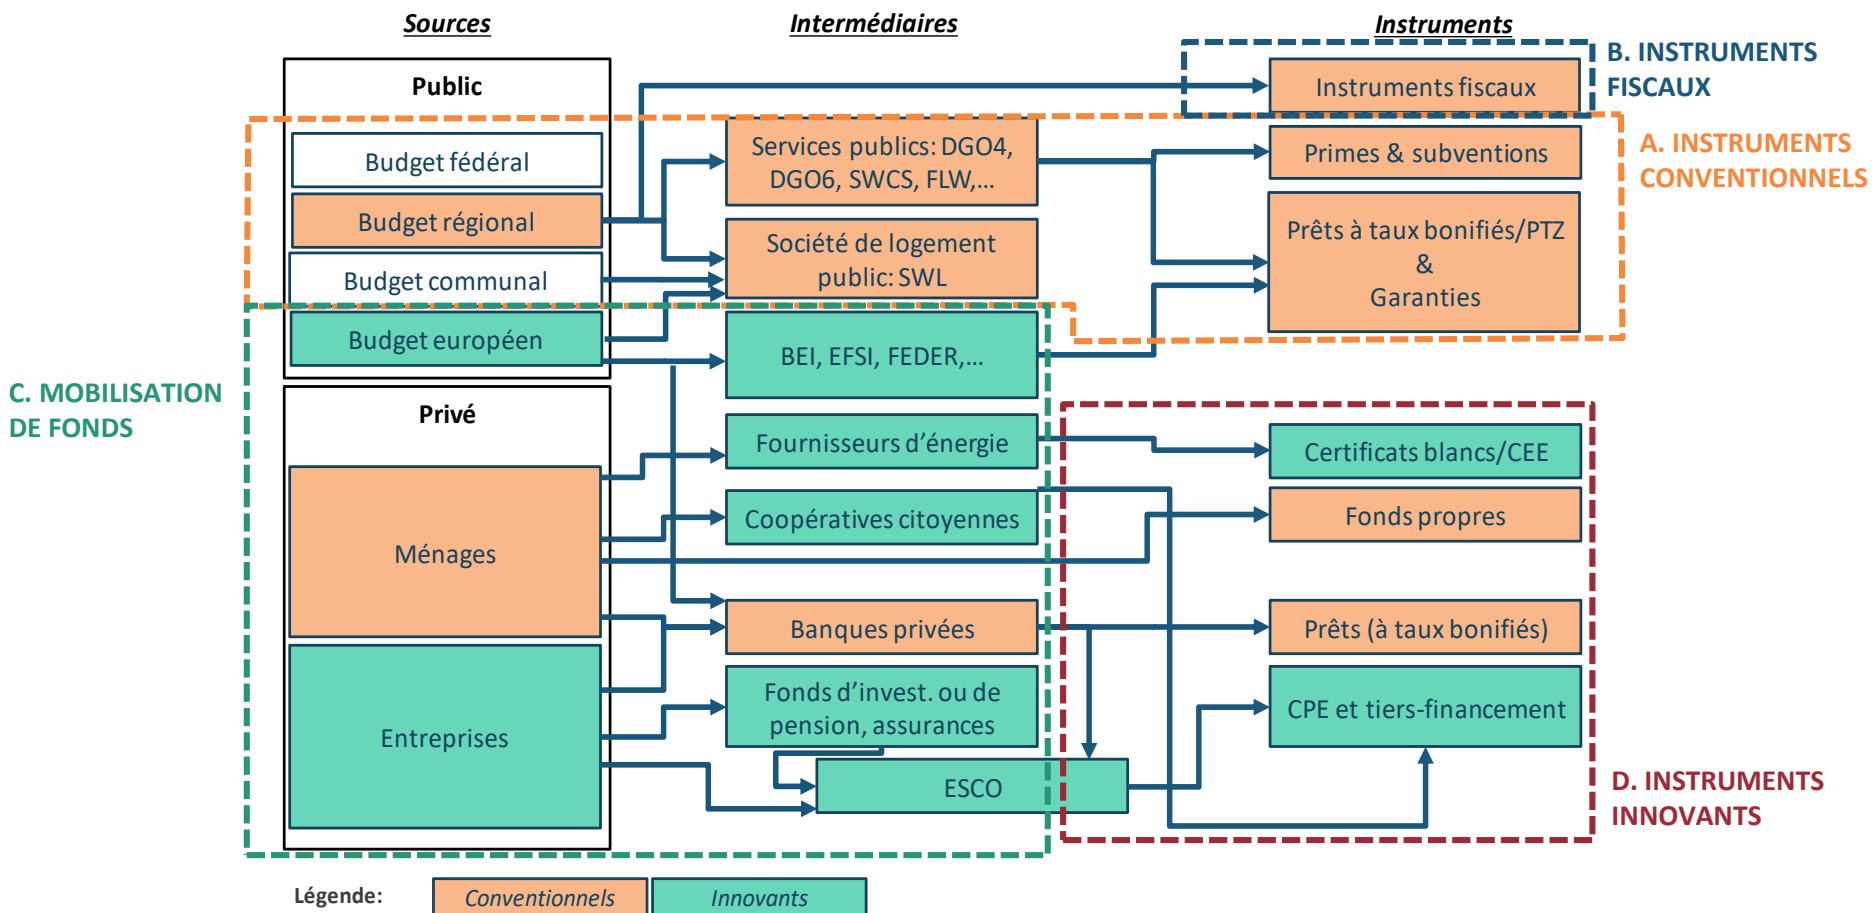 Sources
Intermédiaires
Instruments
Public
Budget fédéral
Budget régional
Budget communal
Budget européen
Privé
Ménages
Entreprises
Services publics: DGO4,
DGO6, SWCS, FLW,...
Société de logement
public: SWL
BEI, EFSI, FEDER,...
Fournisseurs d'énergie
Coopératives citoyennes
Banques privées
Fonds d'invest. ou de
pension, assurances
ESCO
Instruments fiscaux
Primes & subventions
Prêts à taux bonifiés/PTZ
&
Garanties
Certificats blancs/CEE
Fonds propres
Prêts (à taux bonifiés)
CPE et tiers-financement
B. INSTRUMENTS
FISCAUX
A. INSTRUMENTS
CONVENTIONNELS
C. MOBILISATION
DE FONDS
D. INSTRUMENTS
INNOVANTS
Légende:
Conventionnels
Innovants